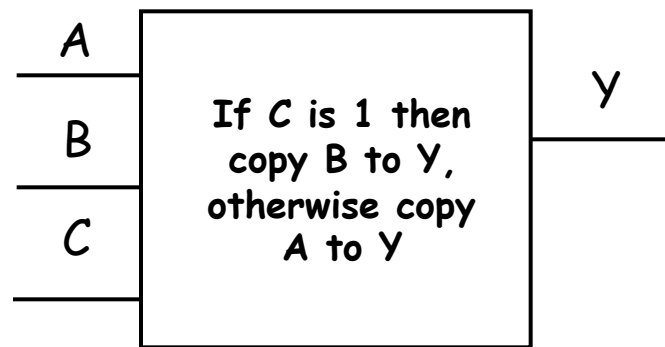 A
B
C
If C is 1 then
copy B to Y,
otherwise copy
A to Y
Y